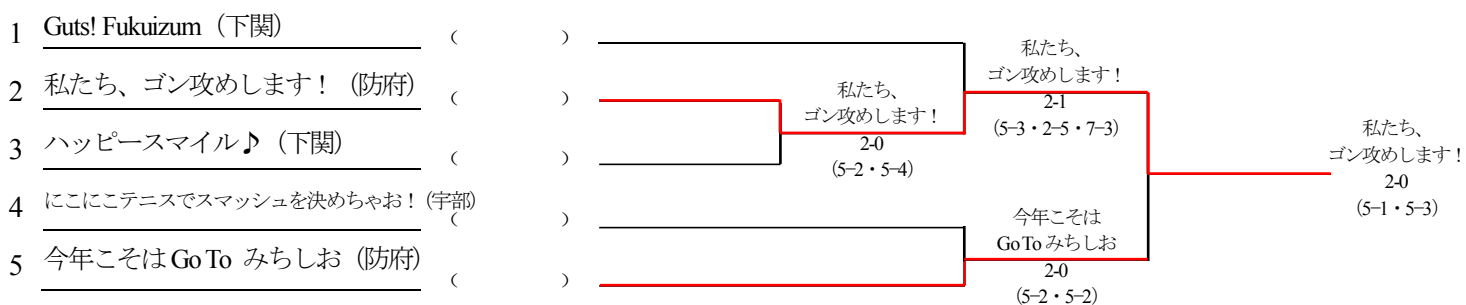 1 Guts! Fukuizum（下関） （ ）
2 私たち、ゴン攻めします！（防府） （ ）
3 ハッピースマイル♪（下関） （ ）
4 にこにこテニスでスマッシュを決めちゃお！（宇部） （ ）
5 今年こそは Go To みちしお（防府） （ ）
私たち、
ゴン攻めします！
2-0
（5-2・5-4）
私たち、
ゴン攻めします！
2-1
（5-3・2-5・7-3）
今年こそは
Go To みちしお
2-0
（5-2・5-2）
私たち、
ゴン攻めします！
2-0
（5-1・5-3）